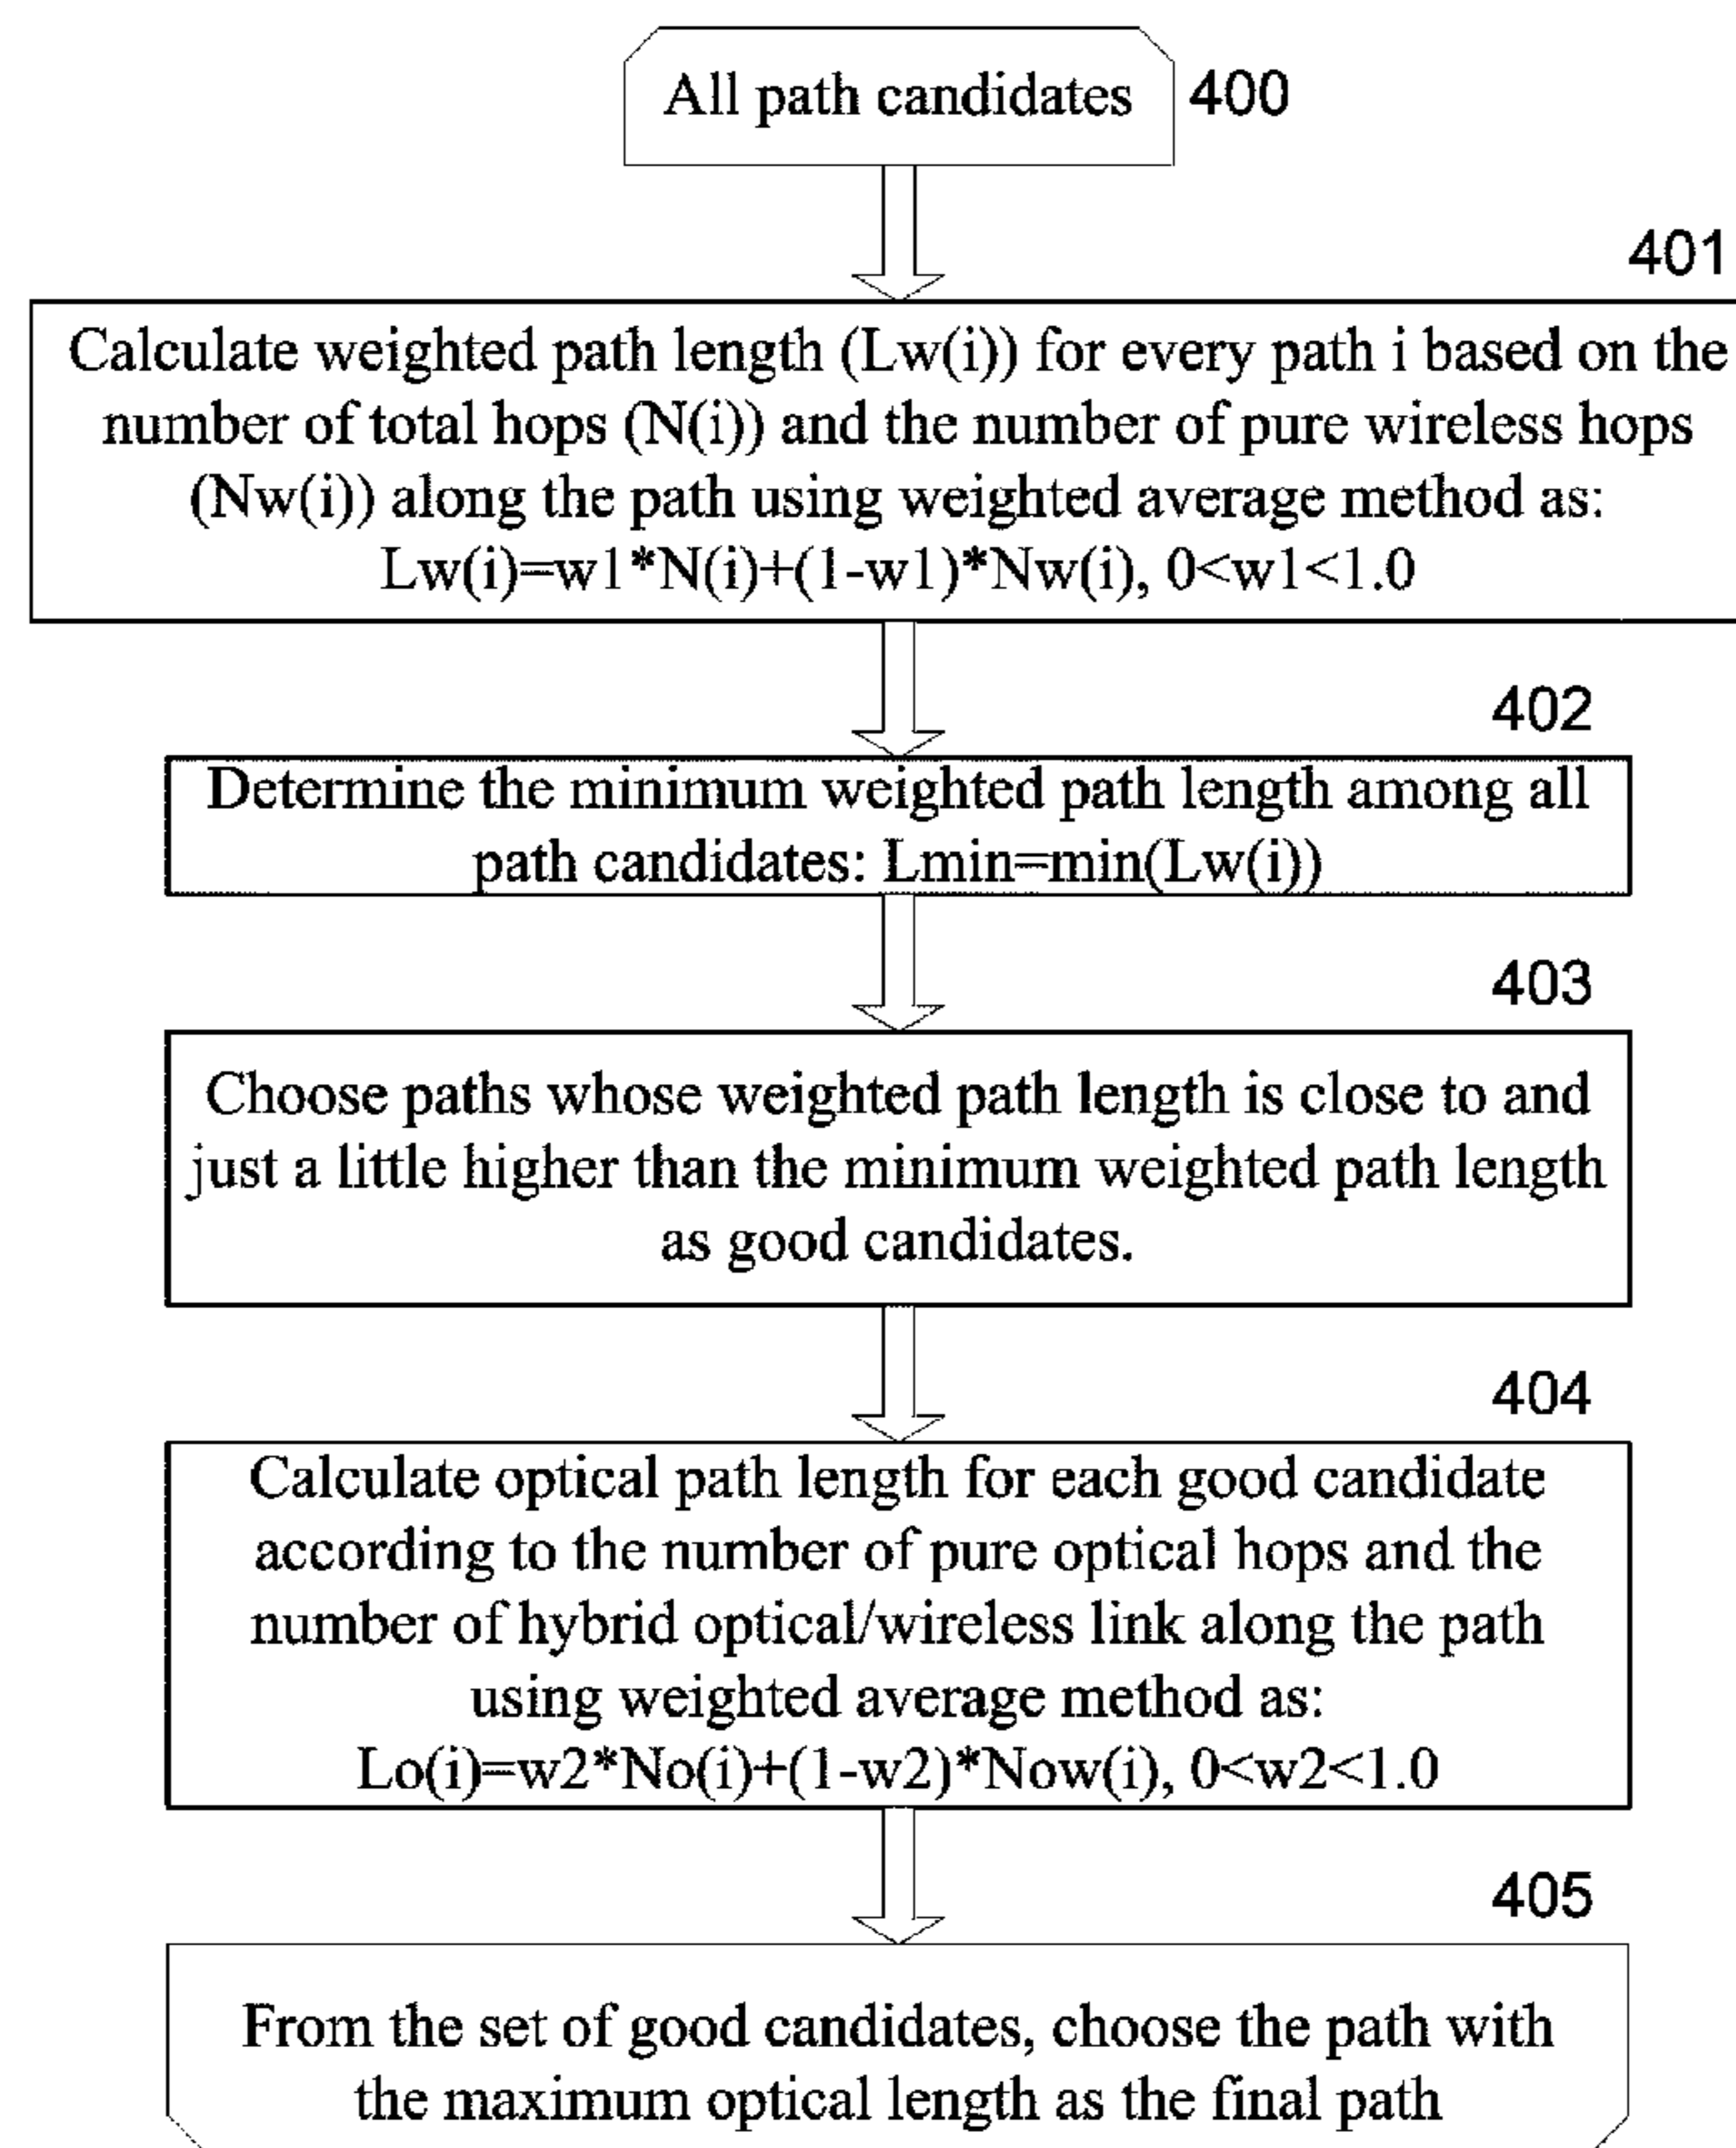 All path candidates 400
401
Calculate weighted path length (Lw(i)) for every path i based on the
number of total hops (N(i)) and the number of pure wireless hops
(Nw(i)) along the path using weighted average method as:
Lw(i)=w1*N(i)+(1-w1)*Nw(i), 0<w1<1.0
402
Determine the minimum weighted path length among all
path candidates: Lmin=min(Lw(i))
403
Choose paths whose weighted path length is close to and
just a little higher than the minimum weighted path length
as good candidates.
404
Calculate optical path length for each good candidate
according to the number of pure optical hops and the
number of hybrid optical/wireless link along the path
using weighted average method as:
Lo(i)=w2*No(i)+(1-w2)*Now(i), 0<w2<1.0
405
From the set of good candidates, choose the path with
the maximum optical length as the final path